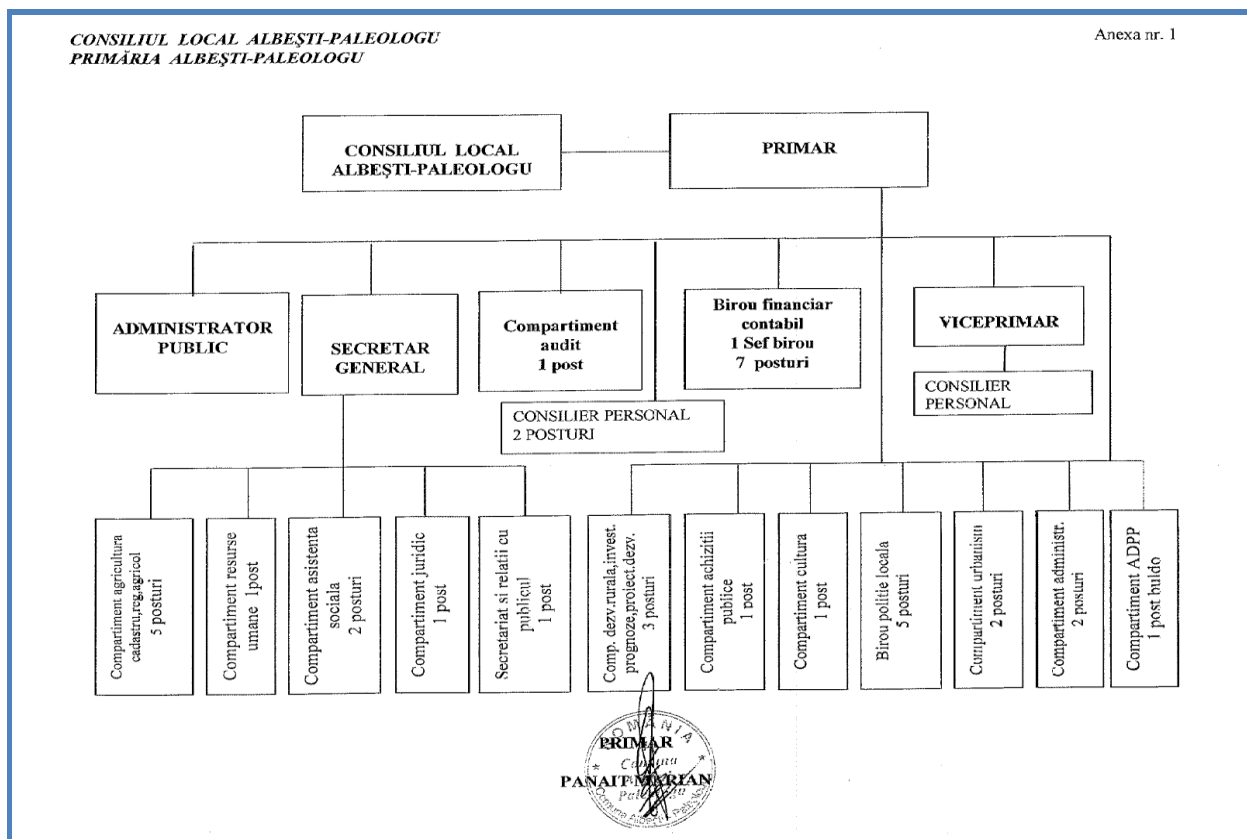 CONSILIUL LOCAL ALBEŞTI-PALEOLOGU
PRIMĂRIA ALBEŞTI-PALEOLOGU
Anexa nr. 1
CONSILIUL LOCAL
ALBEŞTI-PALEOLOGU
PRIMAR
ADMINISTRATOR
PUBLIC
SECRETAR
GENERAL
Compartiment
audit
1 post
Birou financiar
contabil
1 Sef birou
7 posturi
VICEPRIMAR
CONSILIER PERSONAL
2 POSTURI
CONSILIER
PERSONAL
Compartiment agricultura
cadastru,reg,agricol
5 posturi
Compartiment resurse
umane 1post
Compartiment asistenta
sociala
2 posturi
Compartiment juridic
1 post
Secretariat si relatii cu
publicul
1 post
Comp. dezv.rurala,invest.
prognoze,proiect.dezv.
3 posturi
Compartiment achizitii
publice
1 post
Compartiment cultura
1 post
Birou politie locala
5 posturi
Compartiment urbanism
2 posturi
Compartiment administr.
2 posturi
Compartiment ADPP
1 post buldo
ROMANIA
PRIMAR
Comuna
PANAIT MARIAN
Comuna Albeşti Paleologu